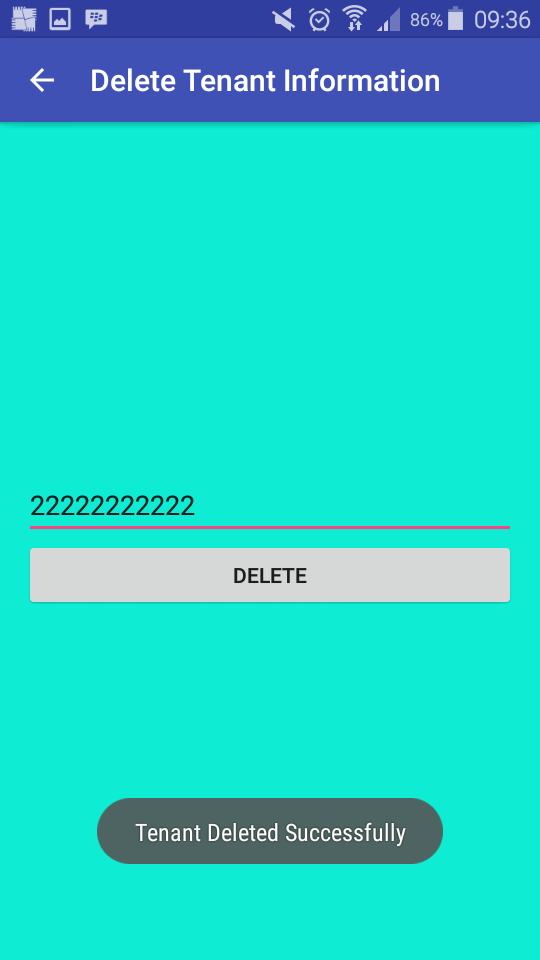 86% 09:36
Delete Tenant Information
22222222222
DELETE
Tenant Deleted Successfully